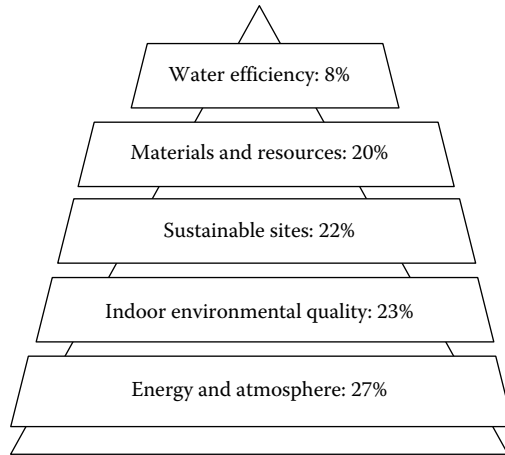 Water efficiency: 8%
Materials and resources: 20%
Sustainable sites: 22%
Indoor environmental quality: 23%
Energy and atmosphere: 27%